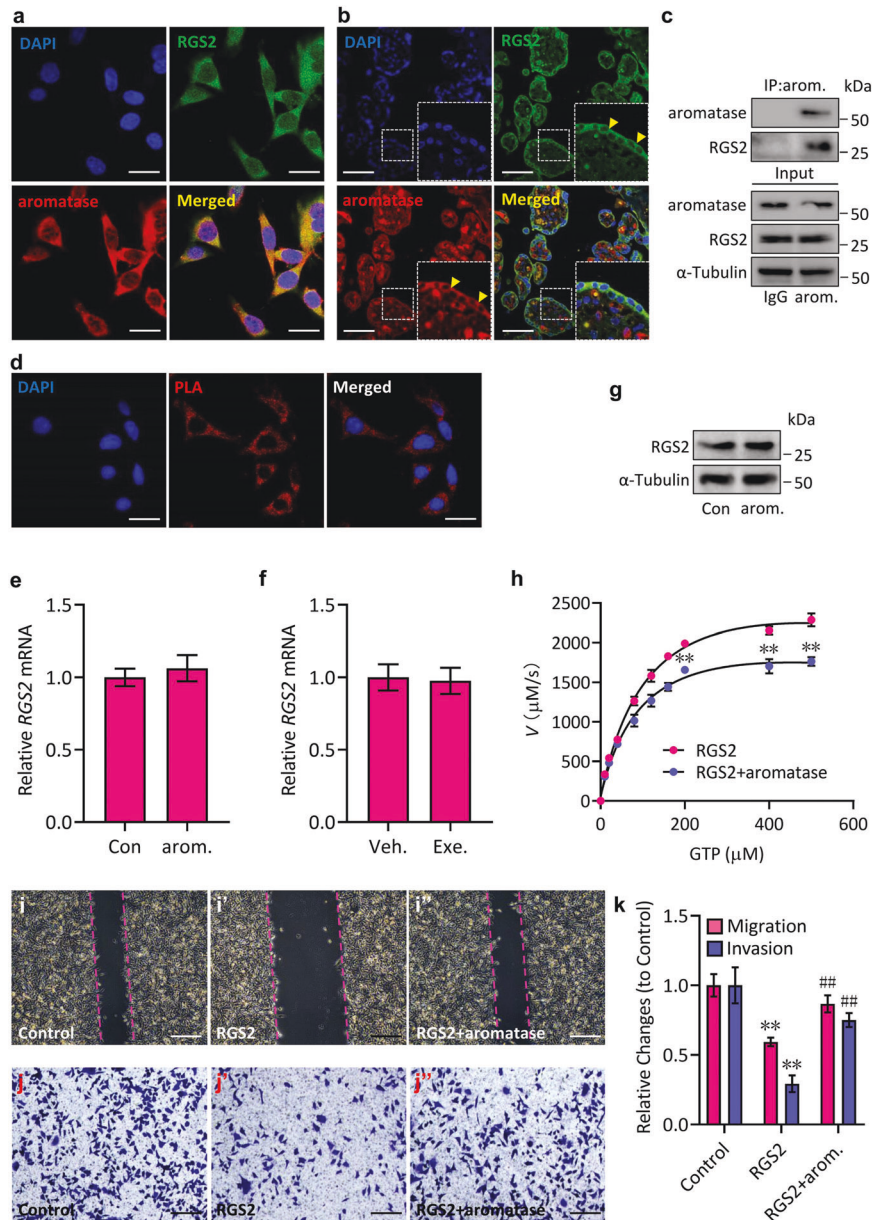 a
DAPI
RGS2
aromatase
Merged
b
DAPI
RGS2
aromatase
Merged
c
IP:arom. kDa
aromatase
50
RGS2
25
Input
aromatase
50
RGS2
25
α-Tubulin
50
IgG arom.
d
DAPI
PLA
Merged
g
kDa
RGS2
25
α-Tubulin
50
Con arom.
e
Relative RGS2 mRNA
1.5
1.0
0.5
0.0
Con arom.
f
Relative RGS2 mRNA
1.5
1.0
0.5
0.0
Veh. Exe.
h
V (μM/s)
2500
2000
1500
1000
500
0
** ** **
RGS2
RGS2+aromatase
0 200 400 600
GTP (μM)
i
Control
i'
RGS2
i"
RGS2+aromatase
j
Control
j'
RGS2
j"
RGS2+aromatase
k
Relative Changes (to Control)
1.5
1.0
0.5
0.0
Migration
Invasion
** **
## ##
Control
RGS2
RGS2+arom.